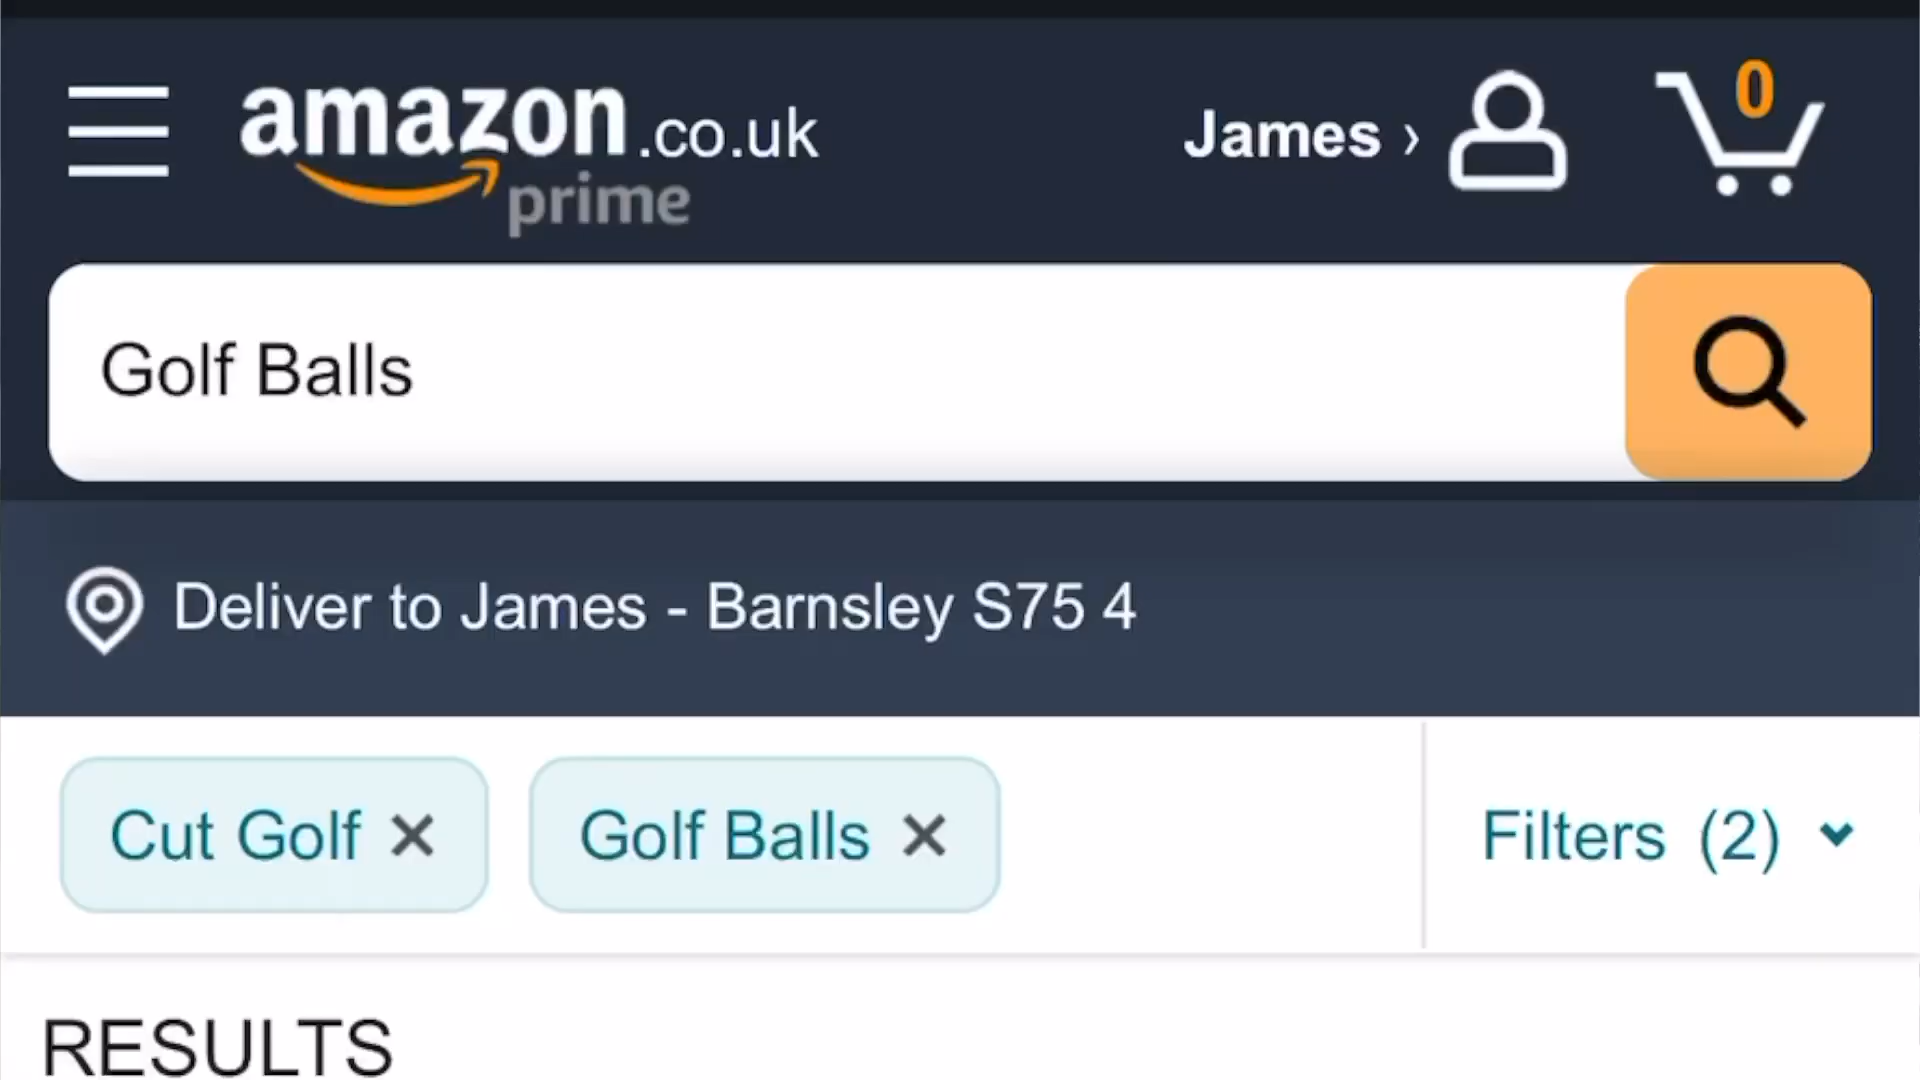 amazon.co.uk
prime
James ›
0
Golf Balls
Deliver to James - Barnsley S75 4
Cut Golf ×
Golf Balls ×
Filters (2)
RESULTS